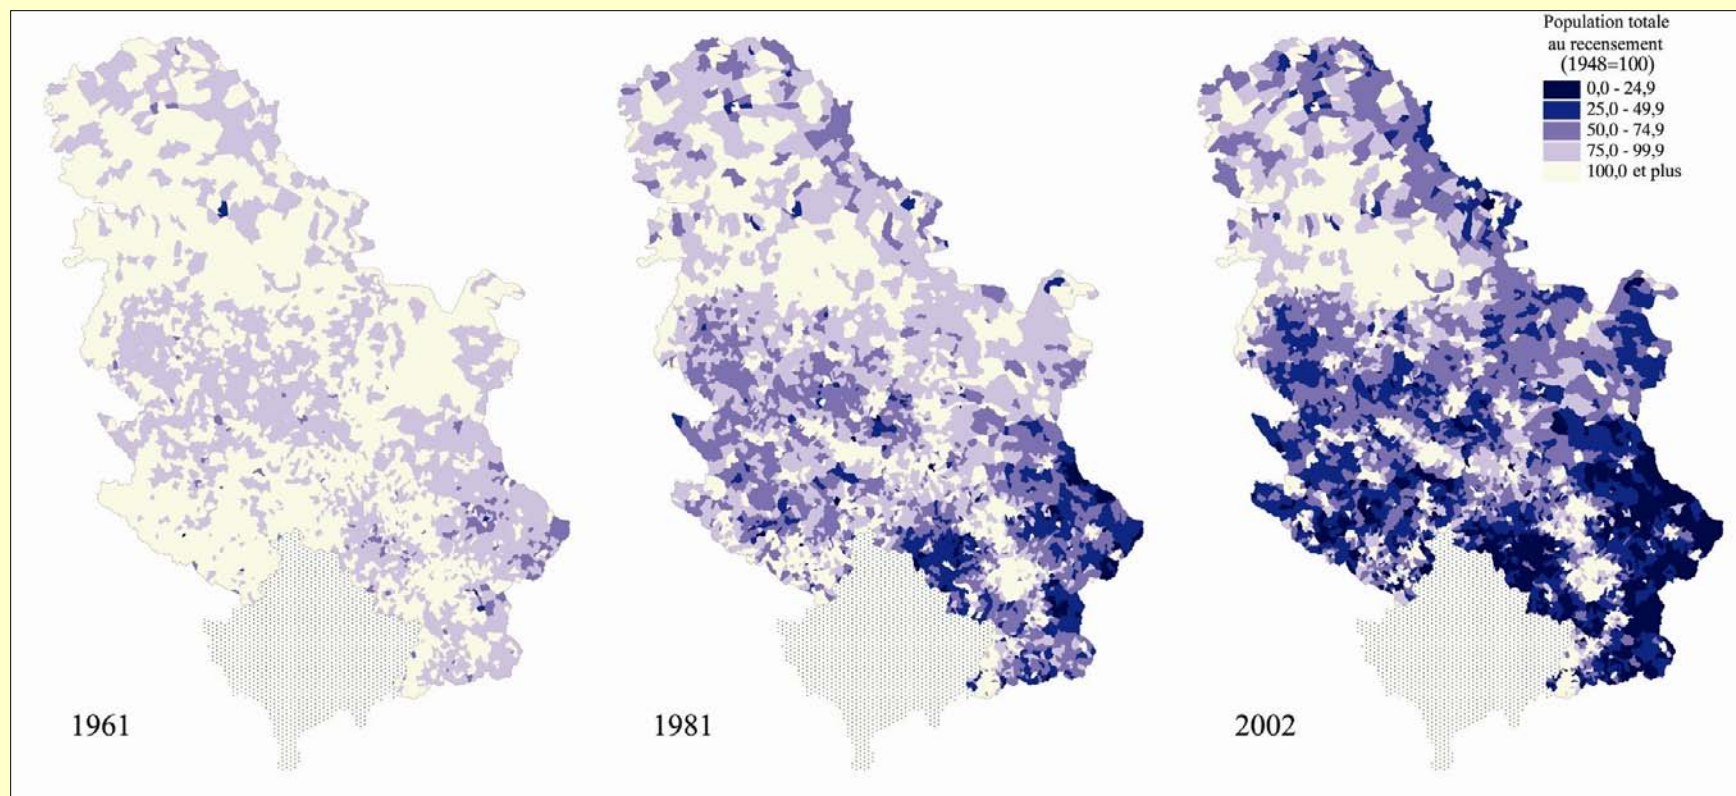 Population totale
au recensement
(1948=100)
0,0 - 24,9
25,0 - 49,9
50,0 - 74,9
75,0 - 99,9
100,0 et plus
1961
1981
2002